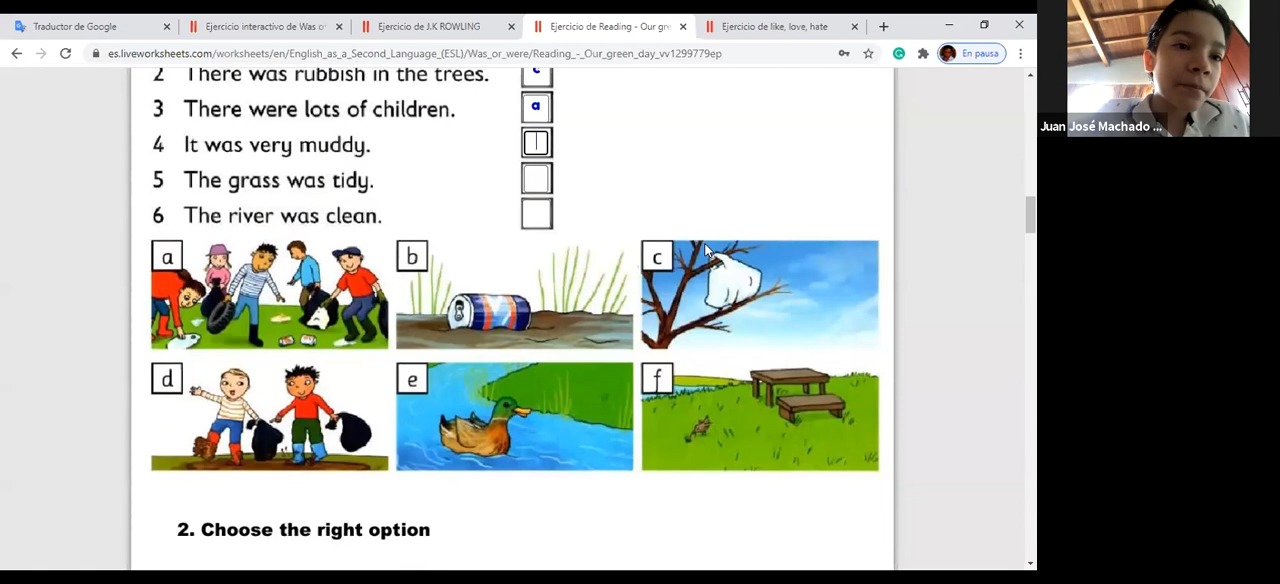 Traductor de Google
Ejercicio interactivo de Was o
Ejercicio de J.K ROWLING
Ejercicio de Reading - Our gre
Ejercicio de like, love, hate
es.liveworksheets.com/worksheets/en/English_as_a_Second_Language_(ESL)/Was_or_were/Reading_-_Our_green_day_vv1299779ep
En pausa
2 There was rubbish in the trees. c
3 There were lots of children. a
4 It was very muddy.
5 The grass was tidy.
6 The river was clean.
a b c
d e f
2. Choose the right option
Juan José Machado ...